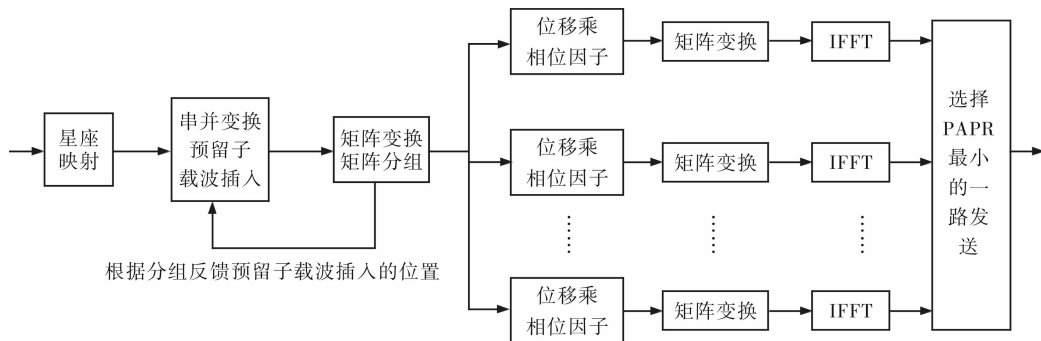 星座
映射
串并变换
预留子
载波插入
矩阵变换
矩阵分组
根据分组反馈预留子载波插入的位置
位移乘
相位因子
矩阵变换
IFFT
位移乘
相位因子
矩阵变换
IFFT
位移乘
相位因子
矩阵变换
IFFT
选择
PAPR
最小
的一
路发
送